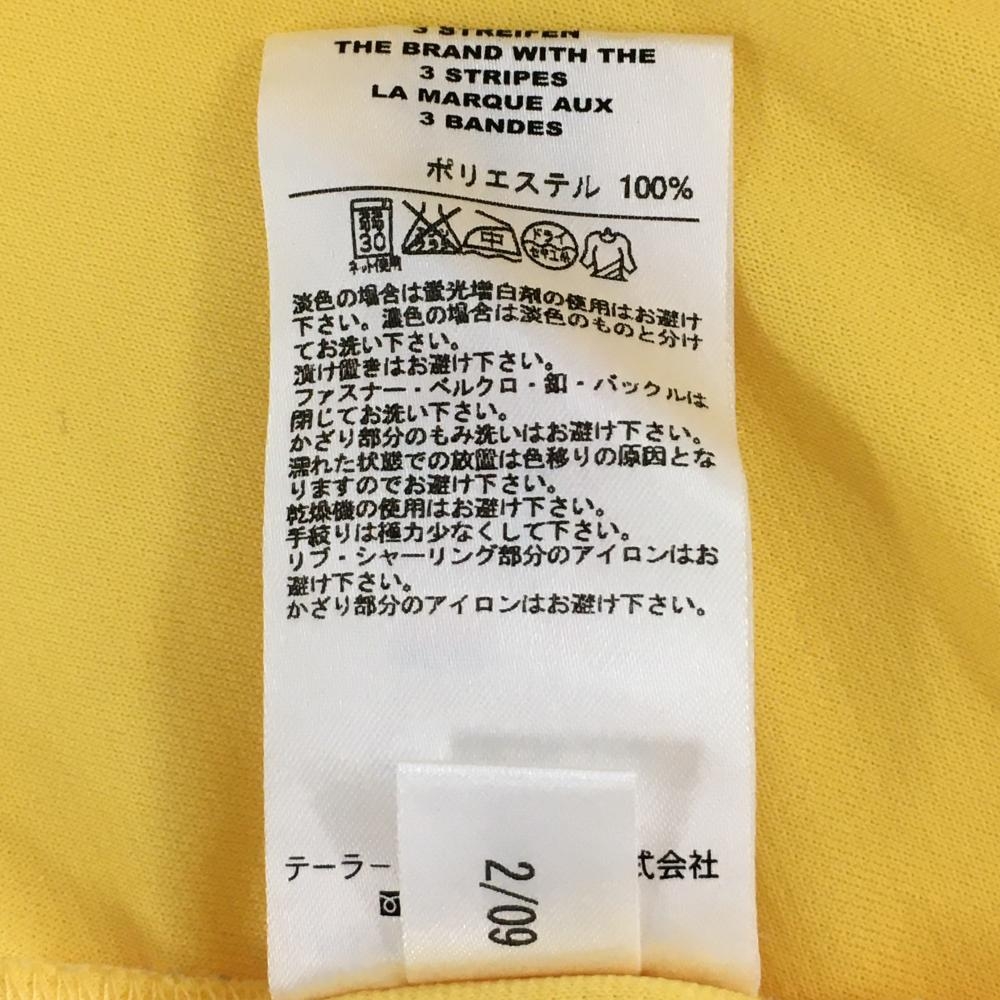 3 STREIFEN
THE BRAND WITH THE
3 STRIPES
LA MARQUE AUX
3 BANDES
ポリエステル 100%
弱
30
ネット使用
中
ドライ
セキユ系
淡色の場合は蛍光増白剤の使用はお避け
下さい。濃色の場合は淡色のものと分け
てお洗い下さい。
漬け置きはお避け下さい。
ファスナー・ベルクロ・釦・バックルは
閉じてお洗い下さい。
かざり部分のもみ洗いはお避け下さい。
濡れた状態での放置は色移りの原因とな
りますのでお避け下さい。
乾燥機の使用はお避け下さい。
手絞りは極力少なくして下さい。
リブ・シャーリング部分のアイロンはお
避け下さい。
かざり部分のアイロンはお避け下さい。
テーラー
式会社
2/09